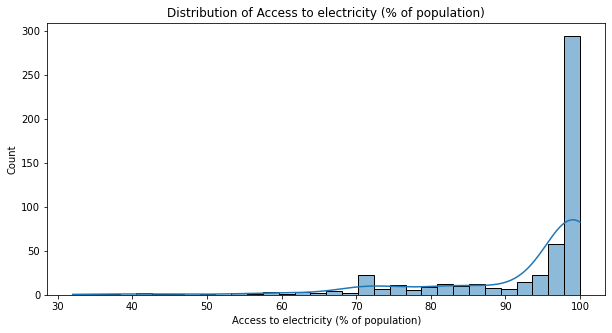 Distribution of Access to electricity (% of population)
300
250
200
150
100
50
0
Count
30 40 50 60 70 80 90 100
Access to electricity (% of population)